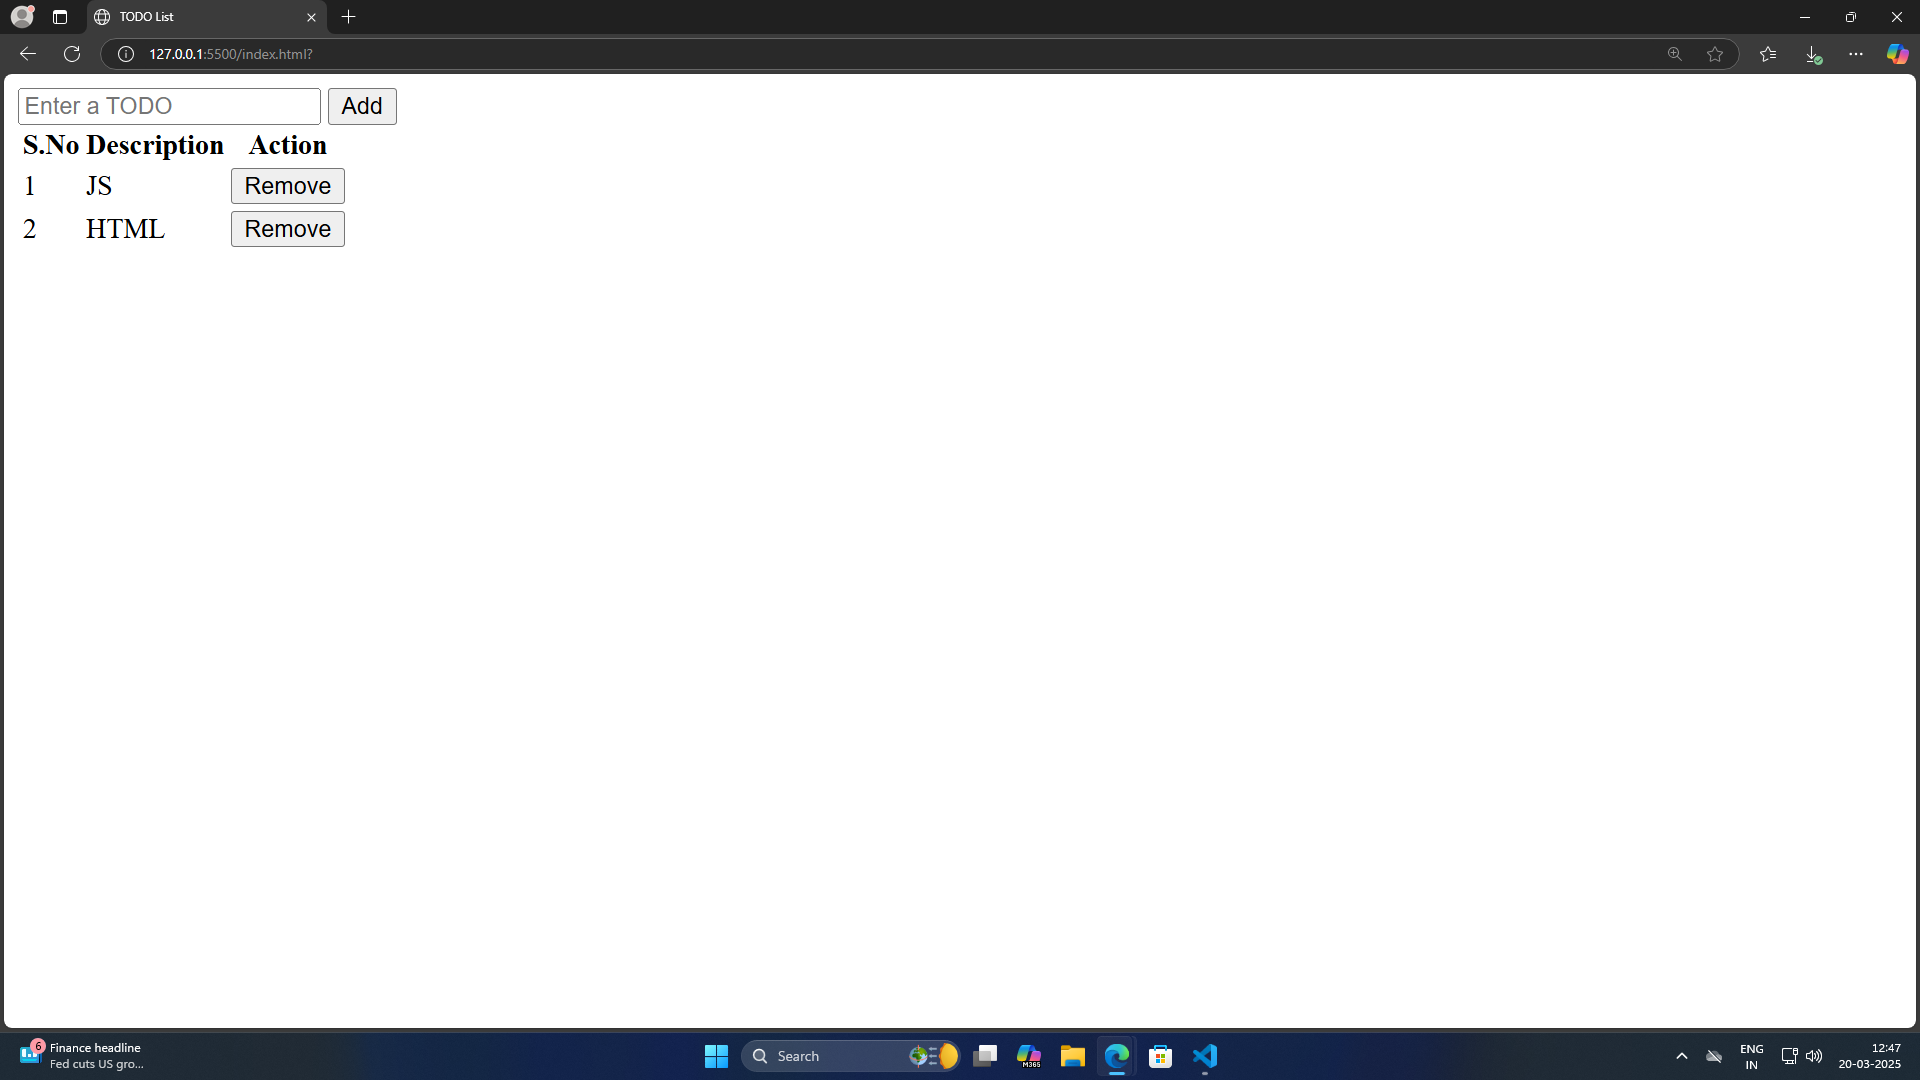 TODO List
127.0.0.1:5500/index.html?
Enter a TODO Add
S.No Description Action
1 JS Remove
2 HTML Remove
6 Finance headline
Fed cuts US gro...
Search
M365
ENG
IN
12:47
20-03-2025